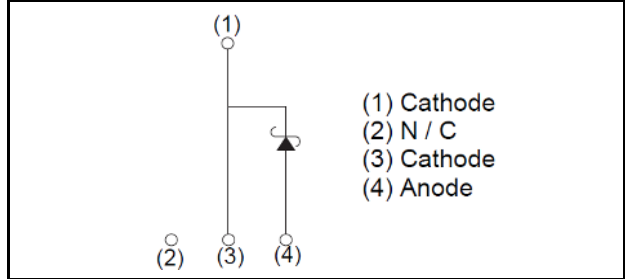 (1)
(1) Cathode
(2) N / C
(3) Cathode
(4) Anode
(2) (3) (4)